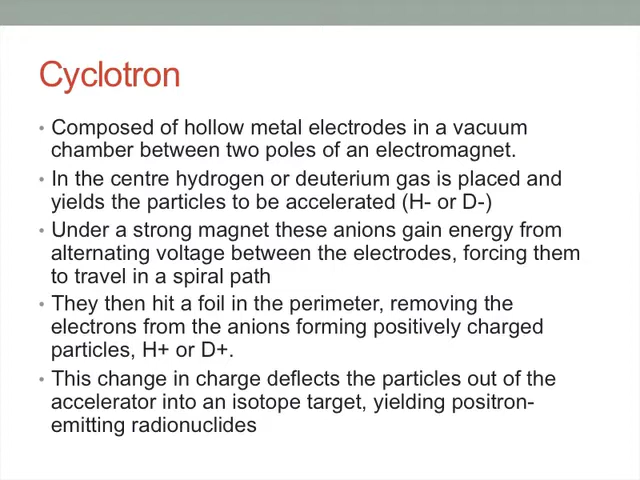 Cyclotron
• Composed of hollow metal electrodes in a vacuum
chamber between two poles of an electromagnet.
• In the centre hydrogen or deuterium gas is placed and
yields the particles to be accelerated (H- or D-)
• Under a strong magnet these anions gain energy from
alternating voltage between the electrodes, forcing them
to travel in a spiral path
• They then hit a foil in the perimeter, removing the
electrons from the anions forming positively charged
particles, H+ or D+.
• This change in charge deflects the particles out of the
accelerator into an isotope target, yielding positron-
emitting radionuclides